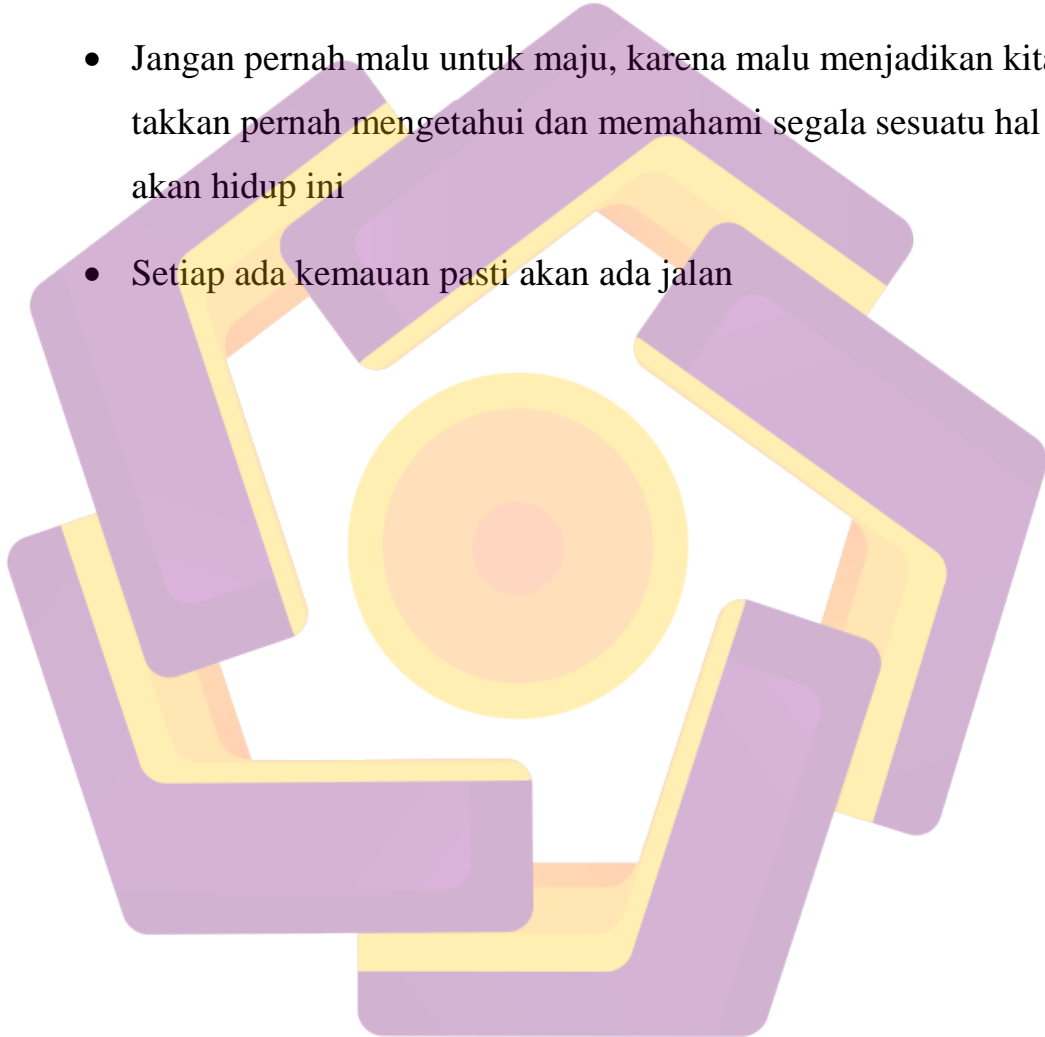 • Jangan pernah malu untuk maju, karena malu menjadikan kita
takkan pernah mengetahui dan memahami segala sesuatu hal
akan hidup ini
• Setiap ada kemauan pasti akan ada jalan